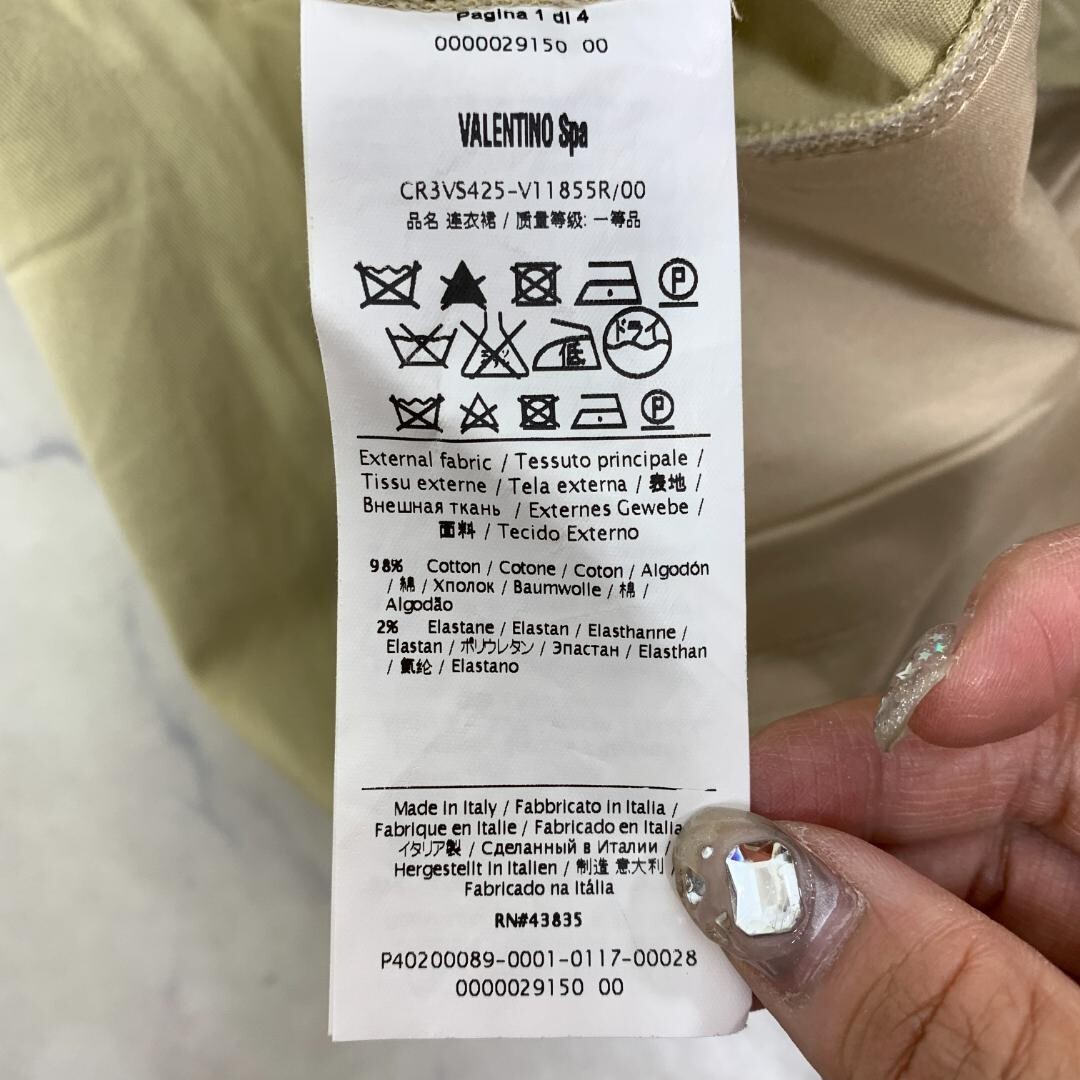 Pagina 1 di 4
0000029150 00
VALENTINO Spa
CR3VS425-V11855R/00
品名 連衣裙 / 质量等级: 一等品
P
ドライ
低
P
External fabric / Tessuto principale /
Tissu externe / Tela externa / 表地 /
Внешная ткань / Externes Gewebe /
面料 / Tecido Externo
98% Cotton / Cotone / Coton / Algodón
/ 綿 / Хполок / Baumwolle / 棉 /
Algodão
2% Elastane / Elastan / Elasthanne /
Elastan / ポリウレタン / Эпастан / Elasthan
/ 氨纶 / Elastano
Made in Italy / Fabbricato in Italia /
Fabrique en Italie / Fabricado en Italia
イタリア製 / Сделанный в Италии /
Hergestellt in Italien / 制造 意大利 /
Fabricado na Itália
RN#43835
P40200089-0001-0117-00028
0000029150 00